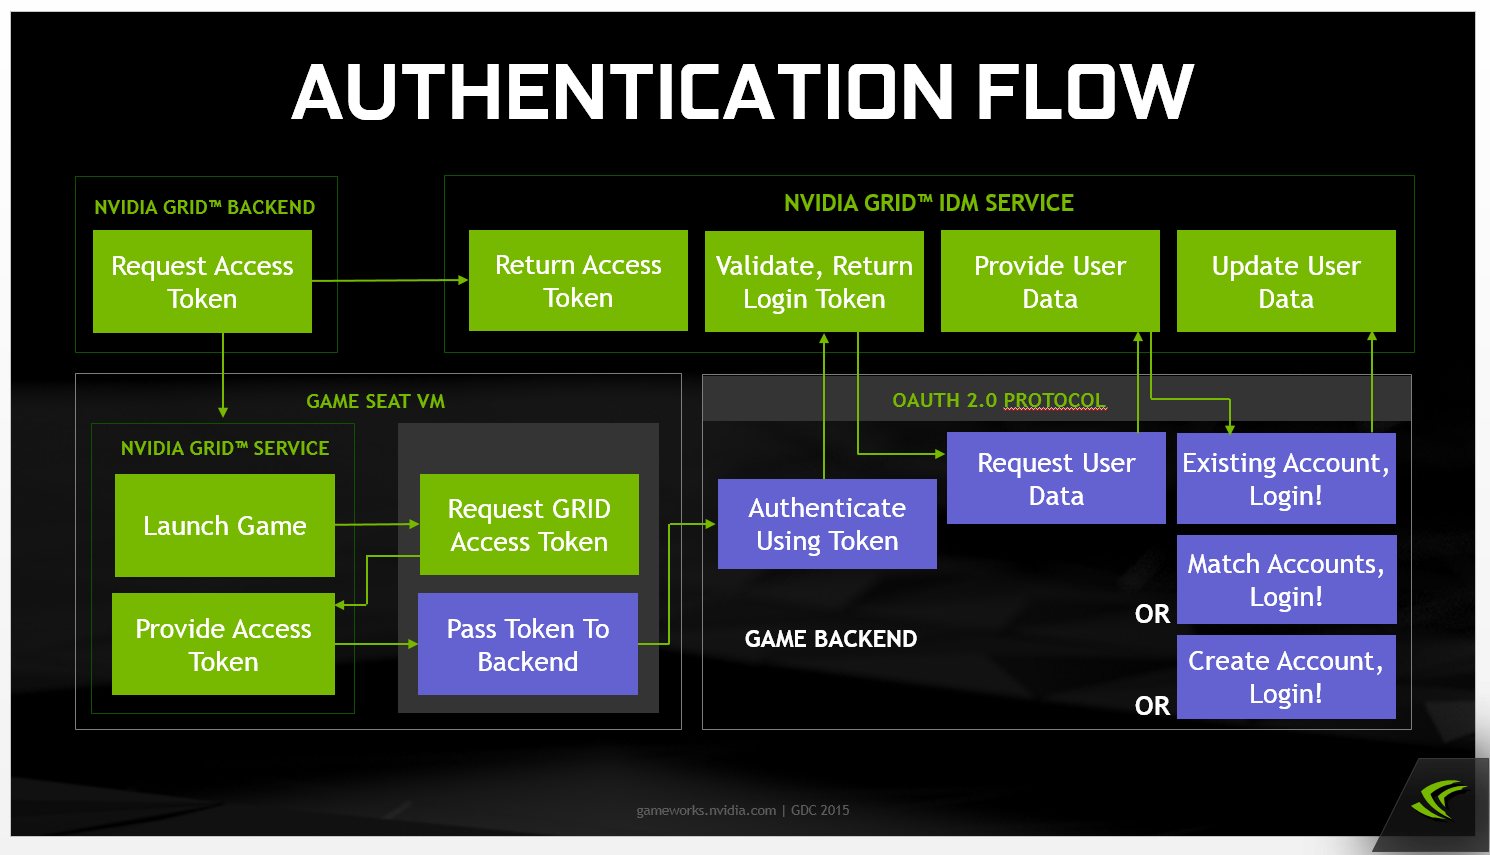 AUTHENTICATION FLOW
NVIDIA GRID™ BACKEND
Request Access
Token
NVIDIA GRID™ IDM SERVICE
Return Access
Token
Validate, Return
Login Token
Provide User
Data
Update User
Data
GAME SEAT VM
NVIDIA GRID™ SERVICE
Launch Game
Request GRID
Access Token
Provide Access
Token
Pass Token To
Backend
OAUTH 2.0 PROTOCOL
Authenticate
Using Token
Request User
Data
Existing Account,
Login!
OR
Match Accounts,
Login!
OR
Create Account,
Login!
GAME BACKEND
gameworks.nvidia.com | GDC 2015